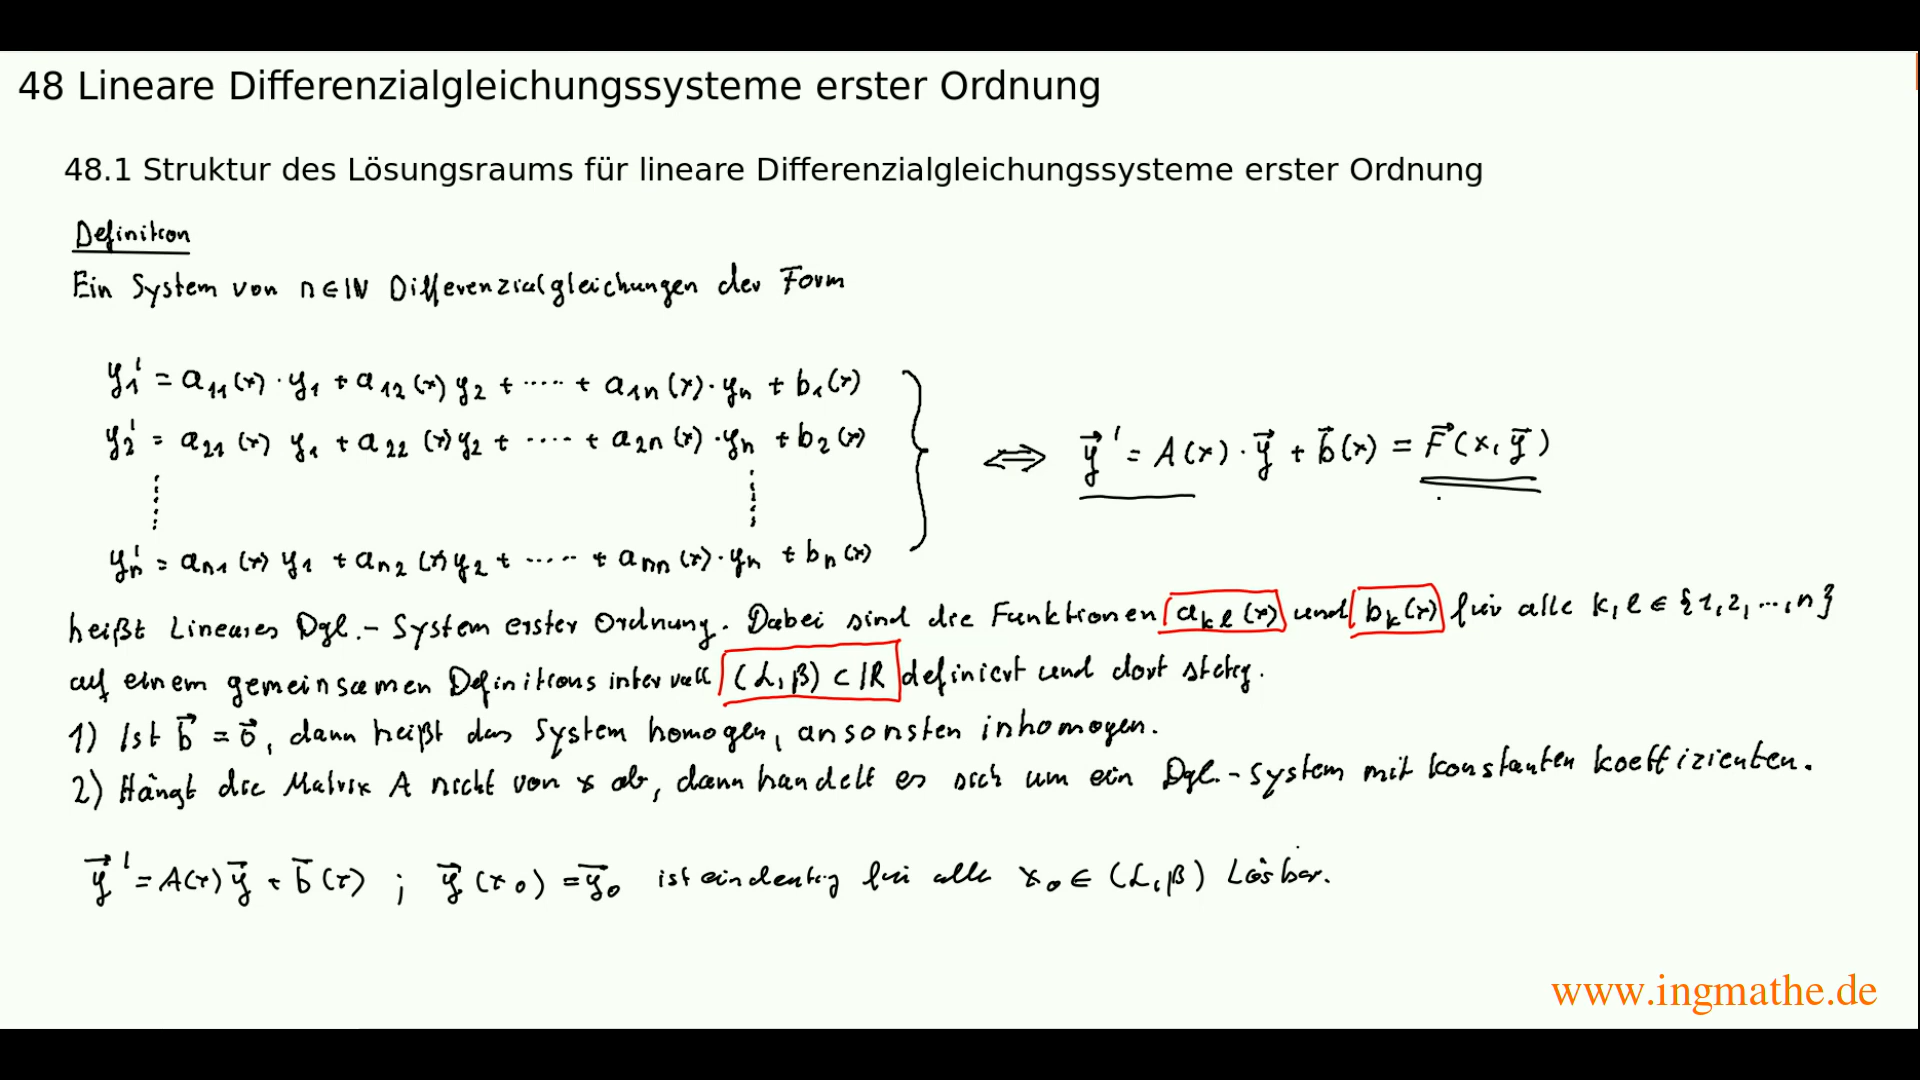 48 Lineare Differenzialgleichungssysteme erster Ordnung
48.1 Struktur des Lösungsraums für lineare Differenzialgleichungssysteme erster Ordnung
Definition
Ein System von n∈ℕ Differenzialgleichungen der Form
y₁' = a₁₁(x)·y₁ + a₁₂(x) y₂ + ····· + a₁ₙ(x)·yₙ + b₁(x)
y₂' = a₂₁(x) y₁ + a₂₂(x) y₂ + ····· + a₂ₙ(x)·yₙ + b₂(x)
⇔ y⃗' = A(x)·y⃗ + b⃗(x) = F⃗(x, y⃗)
yₙ' = aₙ₁(x) y₁ + aₙ₂(x) y₂ + ····· + aₙₙ(x)·yₙ + bₙ(x)
heißt Lineares Dgl.-System erster Ordnung. Dabei sind die Funktionen aₖₗ(x) und bₖ(x) für alle k,l ∈ {1,2,...,n}
auf einem gemeinsamen Definitionsintervall (α,β) ⊂ ℝ definiert und dort stetig.
1) Ist b⃗ = 0⃗, dann heißt das System homogen, ansonsten inhomogen.
2) Hängt die Matrix A nicht von x ab, dann handelt es sich um ein Dgl.-System mit konstanten Koeffizienten.
y⃗' = A(x) y⃗ + b⃗(x) ; y⃗(x₀) = y⃗₀ ist eindeutig für alle x₀ ∈ (α,β) Lösbar.
www.ingmathe.de